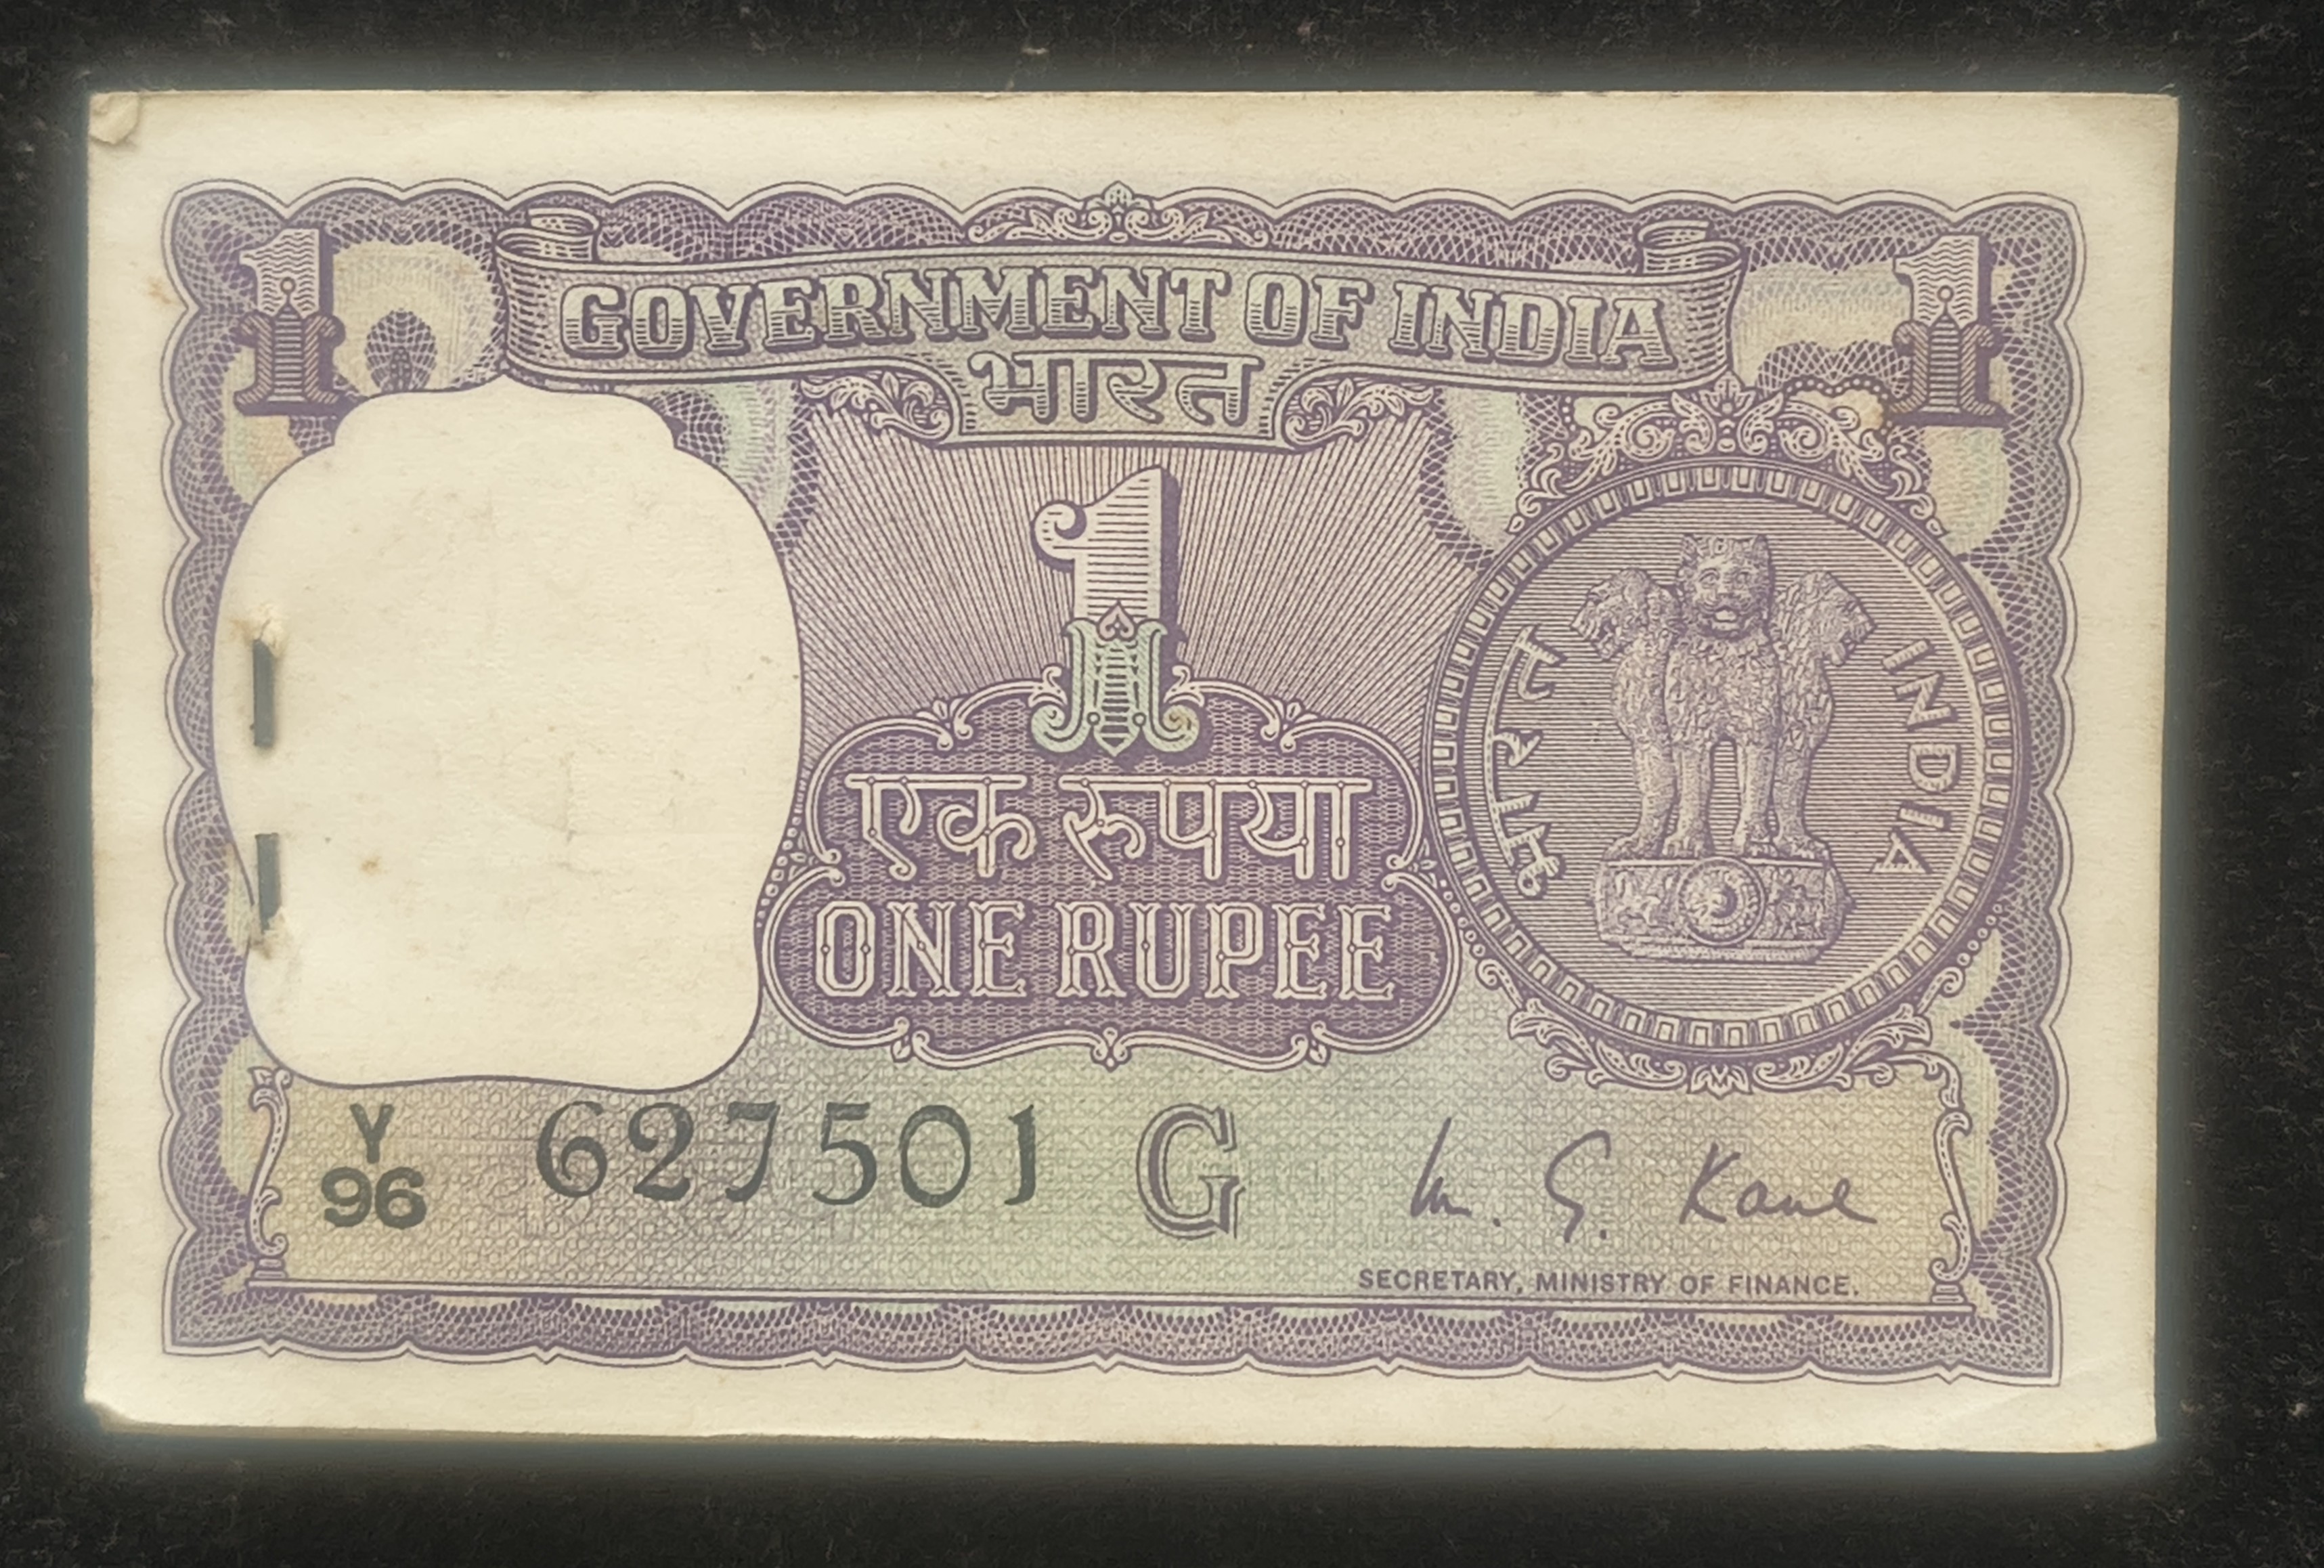 1
GOVERNMENT OF INDIA
1
भारत
1
एक रुपया
ONE RUPEE
भारत
INDIA
Y
96
627501 G
M. G. Kaul
SECRETARY, MINISTRY OF FINANCE.